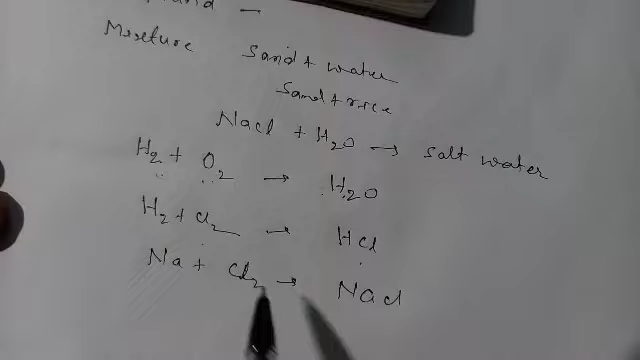 Mixture Sand + water
Sand + rice
Nacl + H2O → Salt water
H2 + O2 → H2O
H2 + cl2 → Hcl
Na + cl2 → Nacl